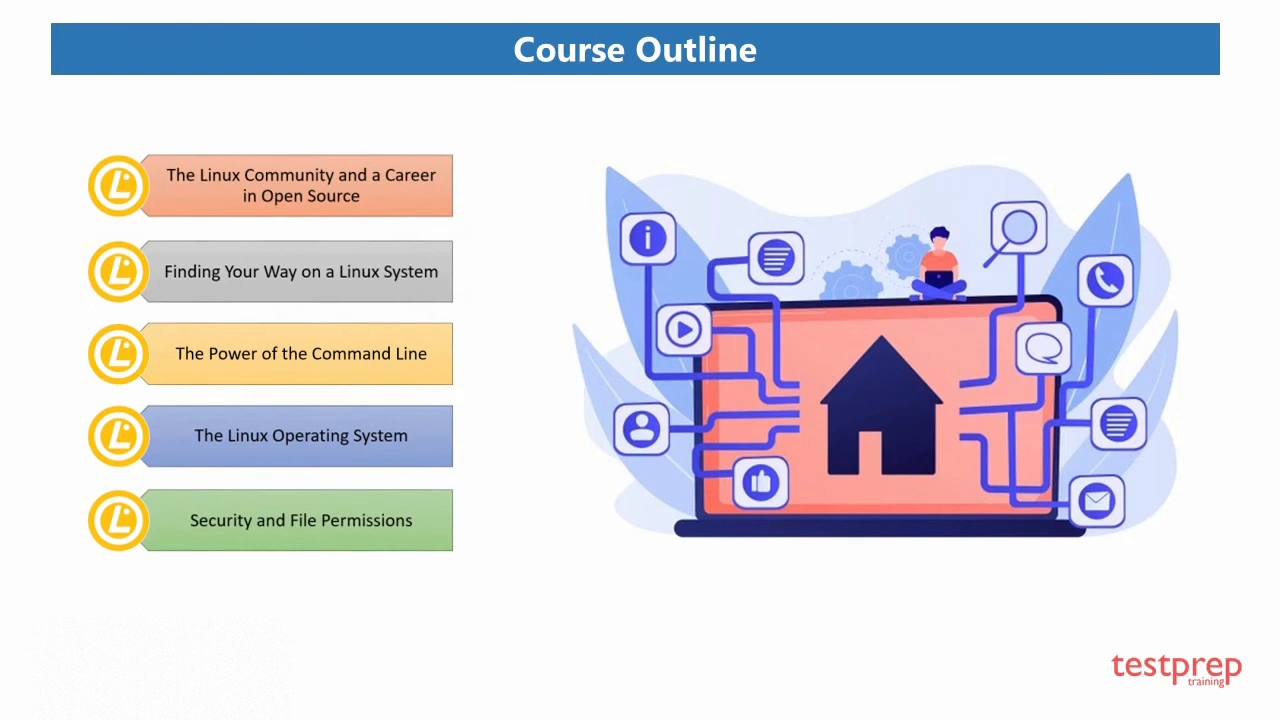 Course Outline
The Linux Community and a Career
in Open Source
Finding Your Way on a Linux System
The Power of the Command Line
The Linux Operating System
Security and File Permissions
testprep
training